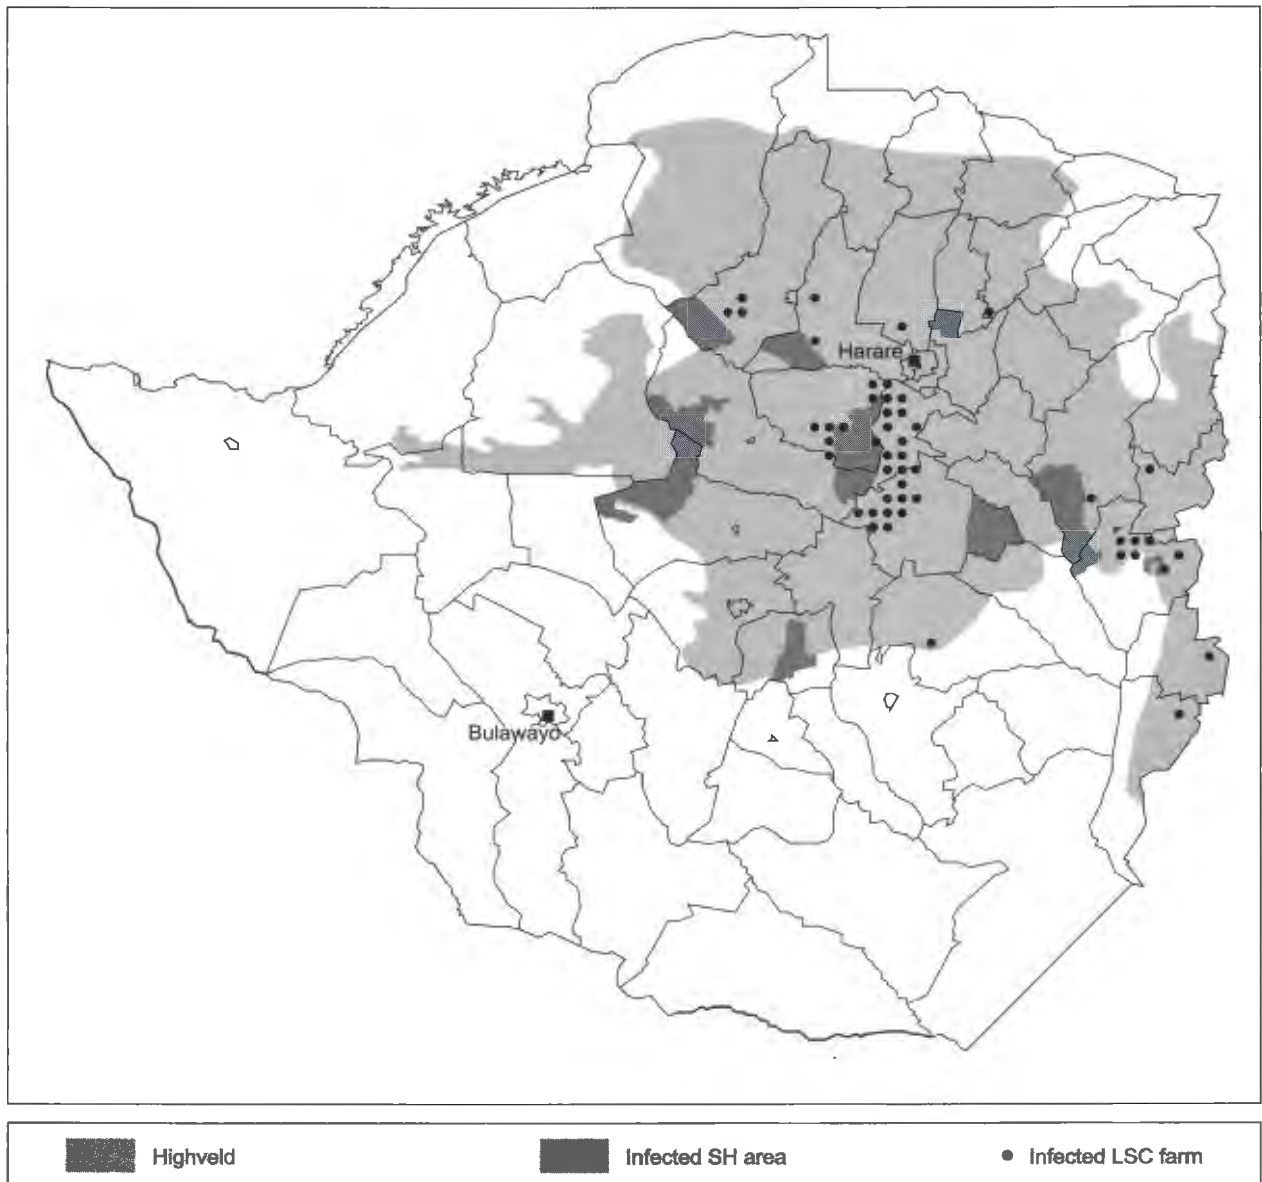 Harare
Bulawayo
Highveld
Infected SH area
Infected LSC farm